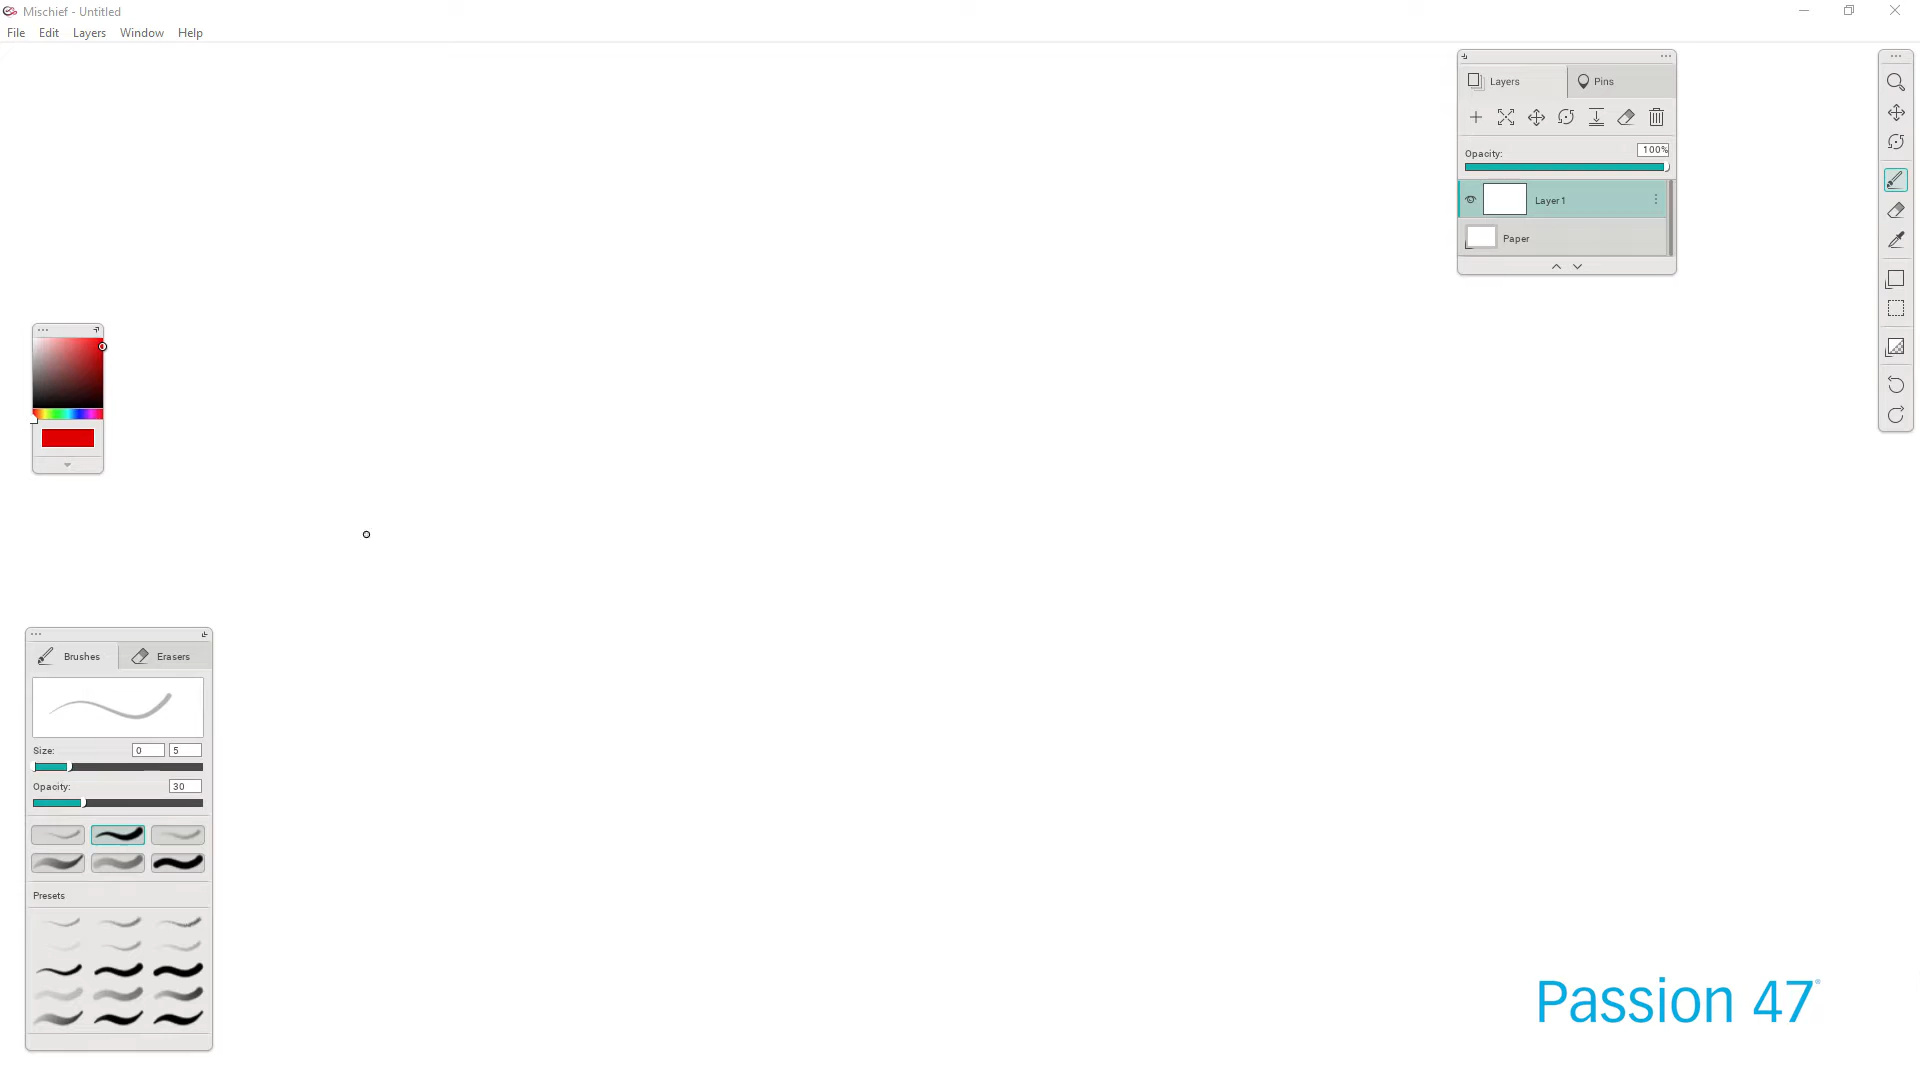 Mischief - Untitled
File Edit Layers Window Help
Layers Pins
Opacity: 100%
Layer 1
Paper
Brushes Erasers
Size: 0 5
Opacity: 30
Presets
Passion 47